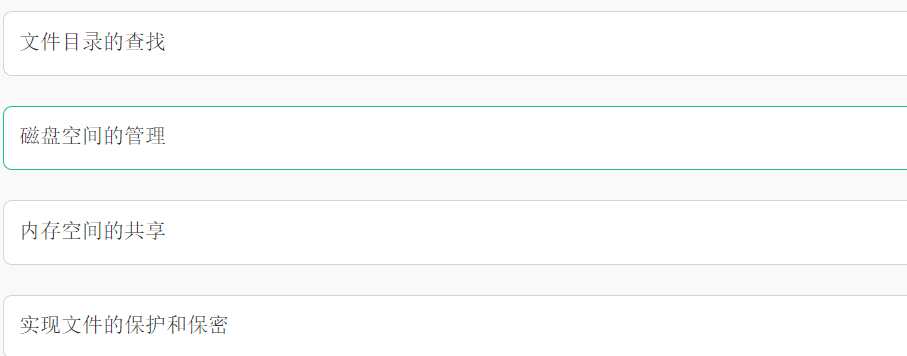 文件目录的查找
磁盘空间的管理
内存空间的共享
实现文件的保护和保密